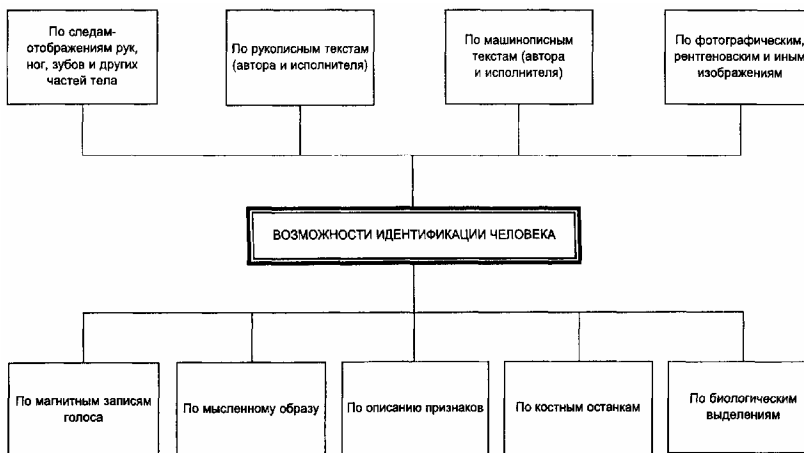 По следам-
отображениям рук,
ног, зубов и других
частей тела
По рукописным текстам
(автора и исполнителя)
По машинописным
текстам (автора
и исполнителя)
По фотографическим,
рентгеновским и иным
изображениям
ВОЗМОЖНОСТИ ИДЕНТИФИКАЦИИ ЧЕЛОВЕКА
По магнитным записям
голоса
По мысленному образу
По описанию признаков
По костным останкам
По биологическим
выделениям